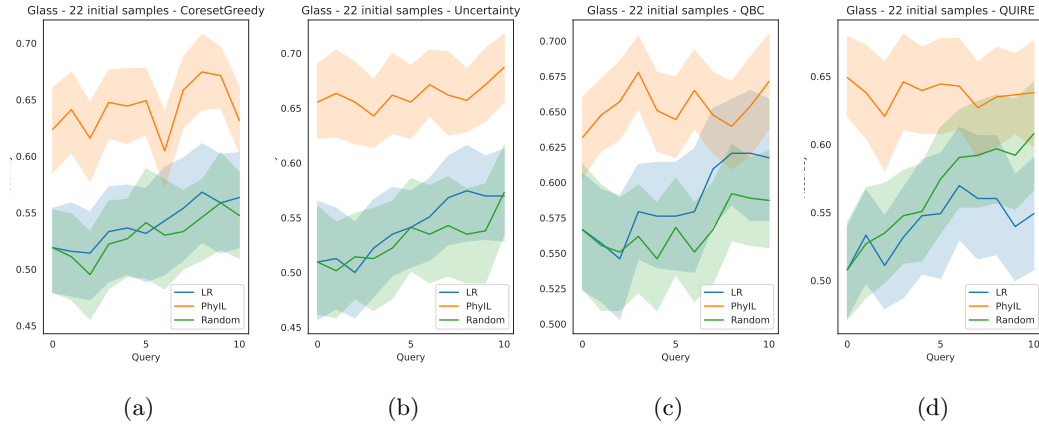 Glass - 22 initial samples - CoresetGreedy
0.70
0.65
0.60
0.55
0.50
0.45
0
5
10
Query
LR
PhyIL
Random
(a)
Glass - 22 initial samples - Uncertainty
0.70
0.65
0.60
0.55
0.50
0.45
0
5
10
Query
LR
PhyIL
Random
(b)
Glass - 22 initial samples - QBC
0.700
0.675
0.650
0.625
0.600
0.575
0.550
0.525
0.500
0
5
10
Query
LR
PhyIL
Random
(c)
Glass - 22 initial samples - QUIRE
0.65
0.60
0.55
0.50
0
5
10
Query
LR
PhyIL
Random
(d)